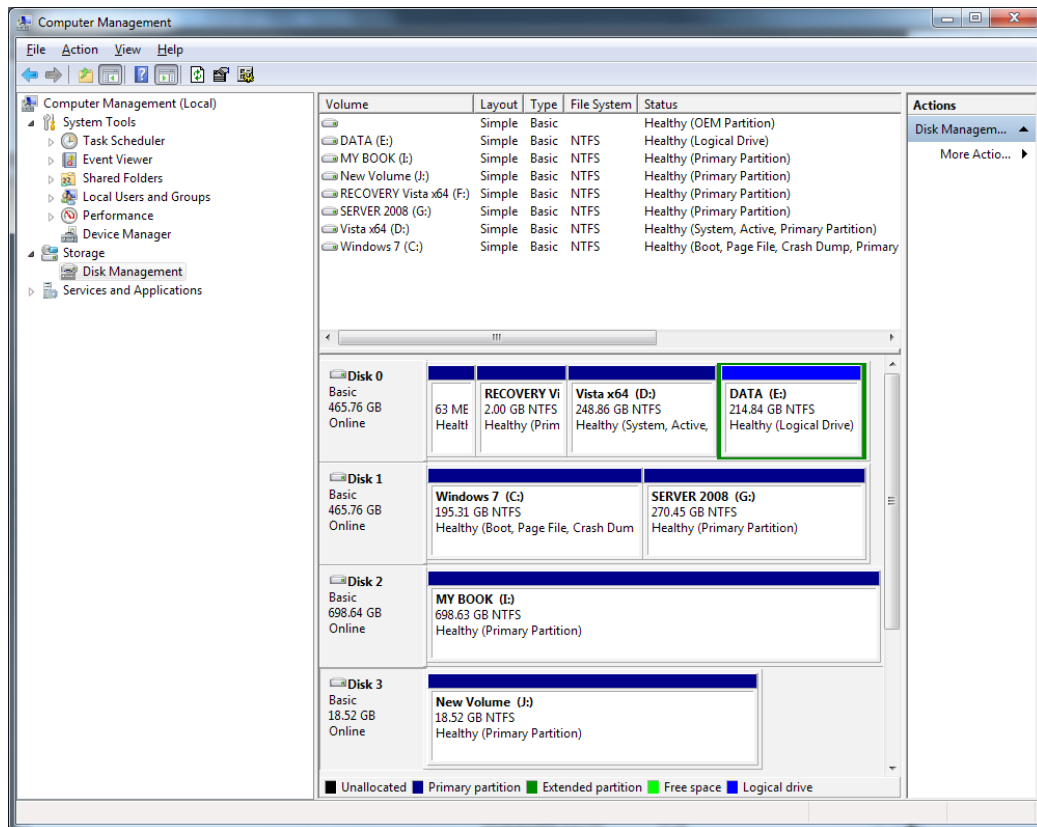 Computer Management
File Action View Help
Computer Management (Local)
System Tools
Task Scheduler
Event Viewer
Shared Folders
Local Users and Groups
Performance
Device Manager
Storage
Disk Management
Services and Applications
Volume Layout Type File System Status
Simple Basic Healthy (OEM Partition)
DATA (E:) Simple Basic NTFS Healthy (Logical Drive)
MY BOOK (I:) Simple Basic NTFS Healthy (Primary Partition)
New Volume (J:) Simple Basic NTFS Healthy (Primary Partition)
RECOVERY Vista x64 (F:) Simple Basic NTFS Healthy (Primary Partition)
SERVER 2008 (G:) Simple Basic NTFS Healthy (Primary Partition)
Vista x64 (D:) Simple Basic NTFS Healthy (System, Active, Primary Partition)
Windows 7 (C:) Simple Basic NTFS Healthy (Boot, Page File, Crash Dump, Primary
Disk 0
Basic
465.76 GB
Online
63 ME
Healtl
RECOVERY Vi
2.00 GB NTFS
Healthy (Prim
Vista x64 (D:)
248.86 GB NTFS
Healthy (System, Active,
DATA (E:)
214.84 GB NTFS
Healthy (Logical Drive)
Disk 1
Basic
465.76 GB
Online
Windows 7 (C:)
195.31 GB NTFS
Healthy (Boot, Page File, Crash Dum
SERVER 2008 (G:)
270.45 GB NTFS
Healthy (Primary Partition)
Disk 2
Basic
698.64 GB
Online
MY BOOK (I:)
698.63 GB NTFS
Healthy (Primary Partition)
Disk 3
Basic
18.52 GB
Online
New Volume (J:)
18.52 GB NTFS
Healthy (Primary Partition)
Unallocated Primary partition Extended partition Free space Logical drive
Actions
Disk Managem...
More Actio...